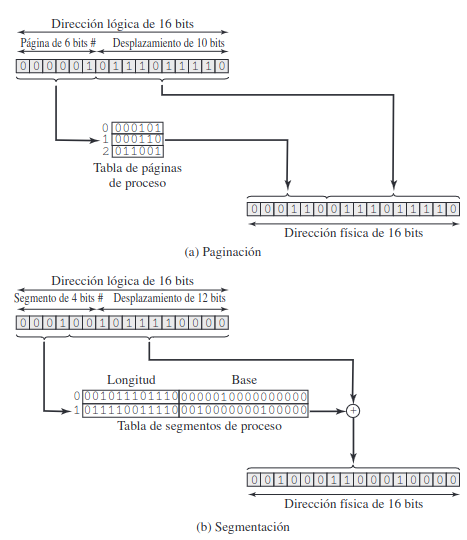 Dirección lógica de 16 bits
Página de 6 bits # Desplazamiento de 10 bits
0 0 0 0 0 1 0 1 1 1 0 1 1 1 1 0
0 000101
1 000110
2 011001
Tabla de páginas
de proceso
0 0 0 1 1 0 0 1 1 1 0 1 1 1 1 0
Dirección física de 16 bits
(a) Paginación
Dirección lógica de 16 bits
Segmento de 4 bits # Desplazamiento de 12 bits
0 0 0 1 0 0 1 0 1 1 1 1 0 0 0 0
Longitud Base
0 001011101110 0000010000000000
1 011110011110 0010000000100000
+
Tabla de segmentos de proceso
0 0 1 0 0 0 1 1 0 0 0 1 0 0 0 0
Dirección física de 16 bits
(b) Segmentación